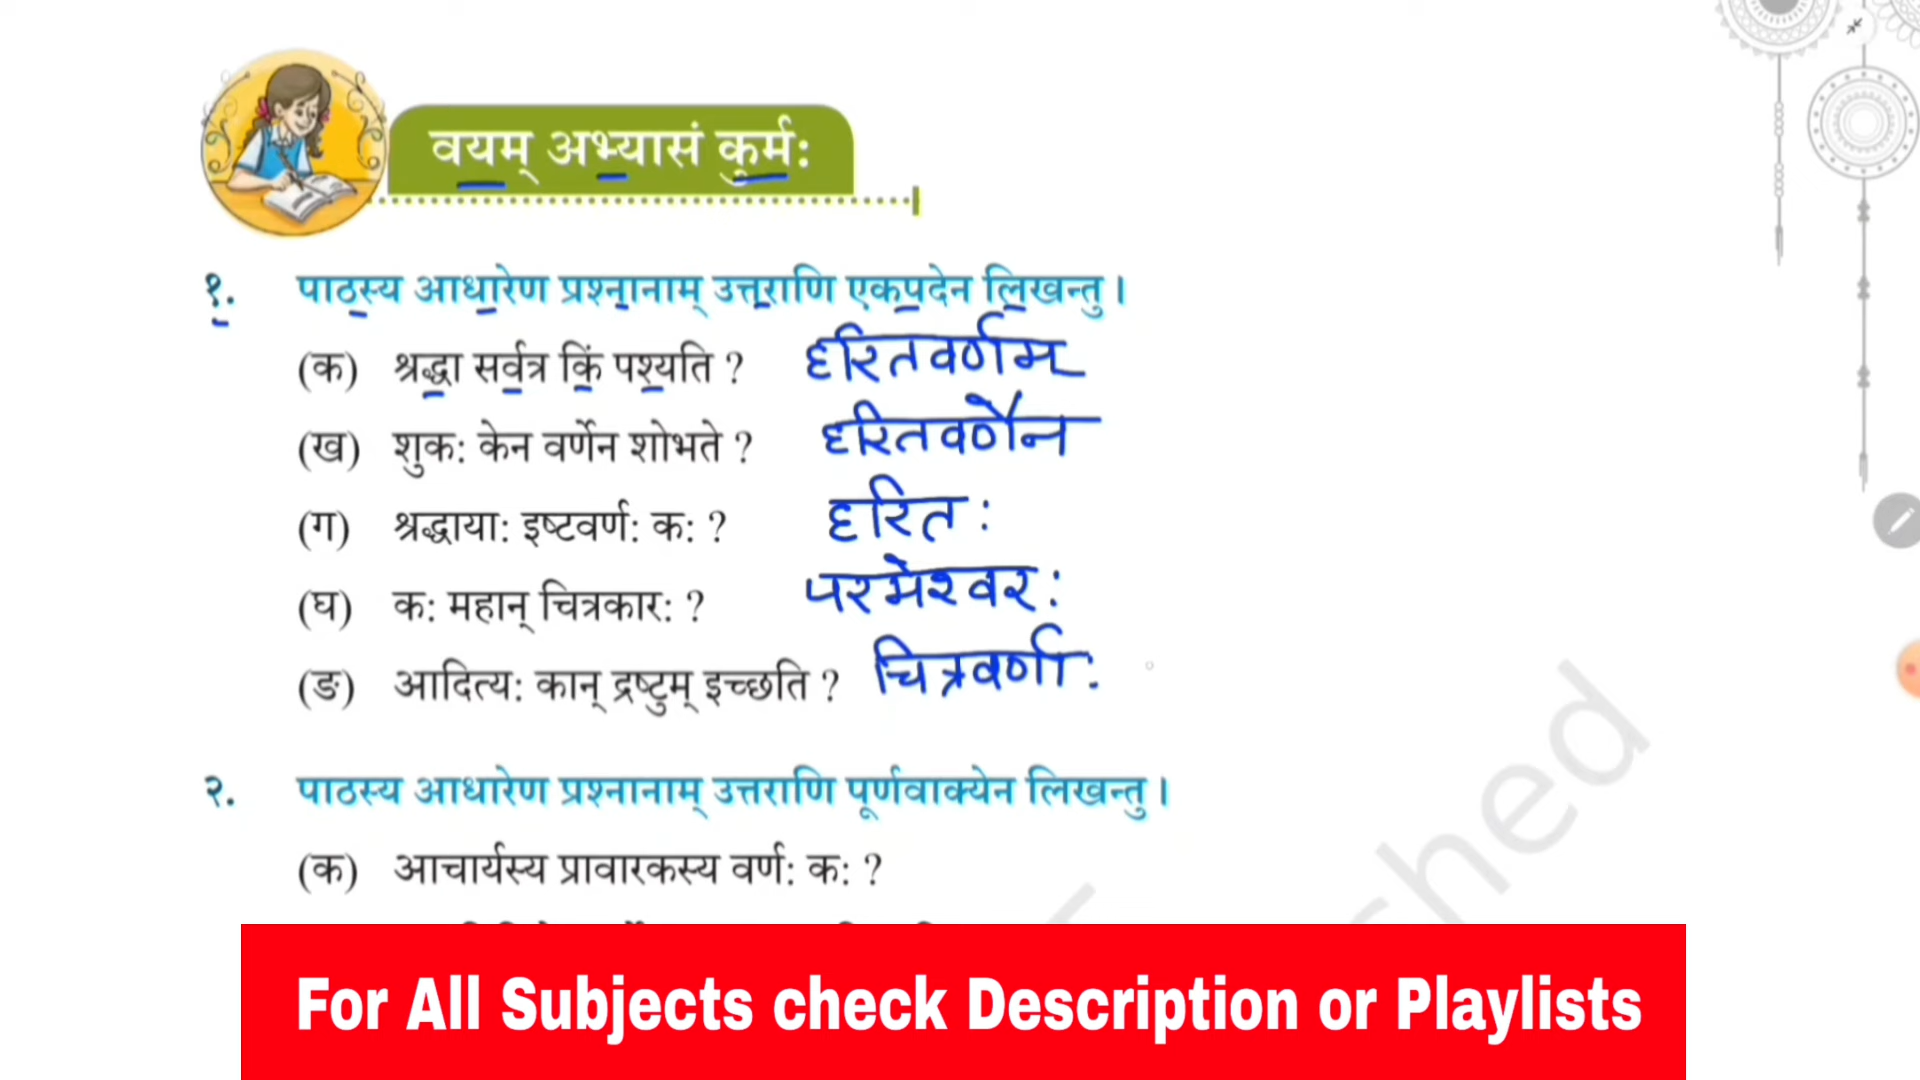 वयम् अभ्यासं कुर्मः
१. पाठस्य आधारेण प्रश्नानाम् उत्तराणि एकपदेन लिखन्तु ।
(क) श्रद्धा सर्वत्र किं पश्यति ? हरितवर्णम
(ख) शुकः केन वर्णेन शोभते ? हरितवर्णेन
(ग) श्रद्धायाः इष्टवर्णः कः ? हरितः
(घ) कः महान् चित्रकारः ? परमेश्वरः
(ङ) आदित्यः कान् द्रष्टुम् इच्छति ? चित्रवर्णाः
२. पाठस्य आधारेण प्रश्नानाम् उत्तराणि पूर्णवाक्येन लिखन्तु ।
(क) आचार्यस्य प्रावारकस्य वर्णः कः ?
For All Subjects check Description or Playlists